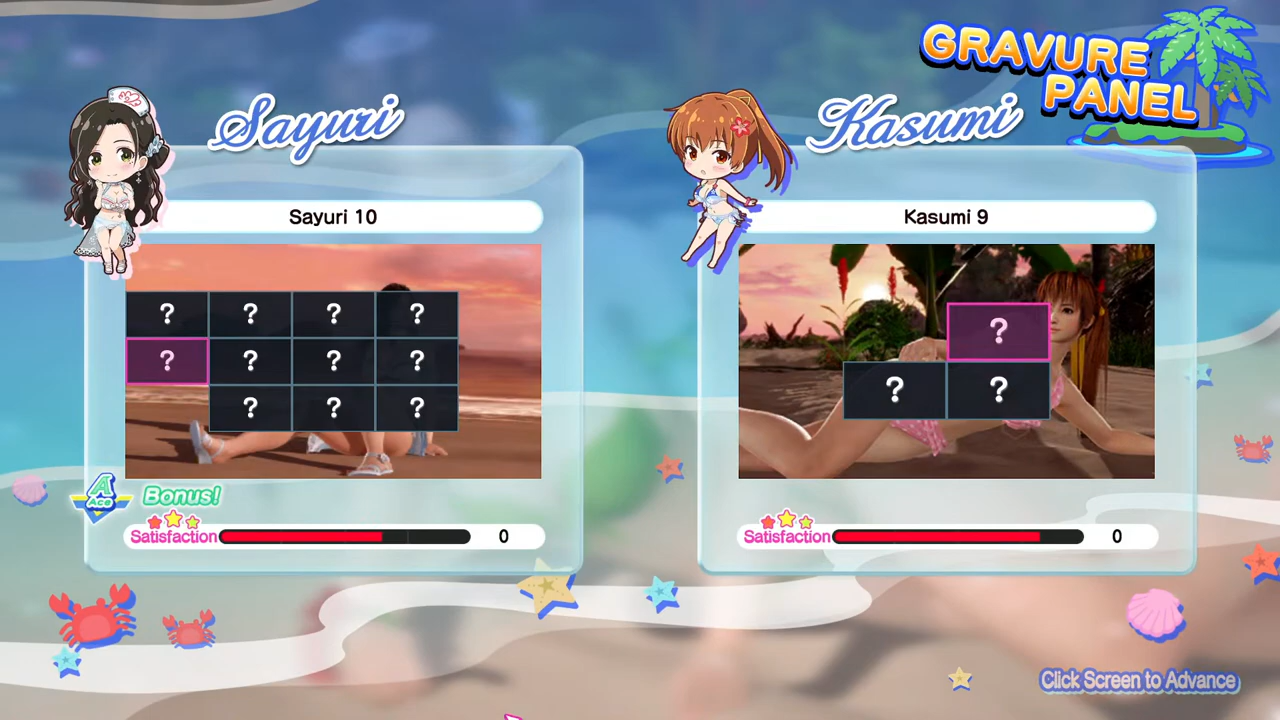 GRAVURE
PANEL
Sayuri
Kasumi
Sayuri 10
Kasumi 9
? ? ? ?
? ? ? ?
? ? ?
?
? ?
A
Ace
Bonus!
Satisfaction 0
Satisfaction 0
Click Screen to Advance